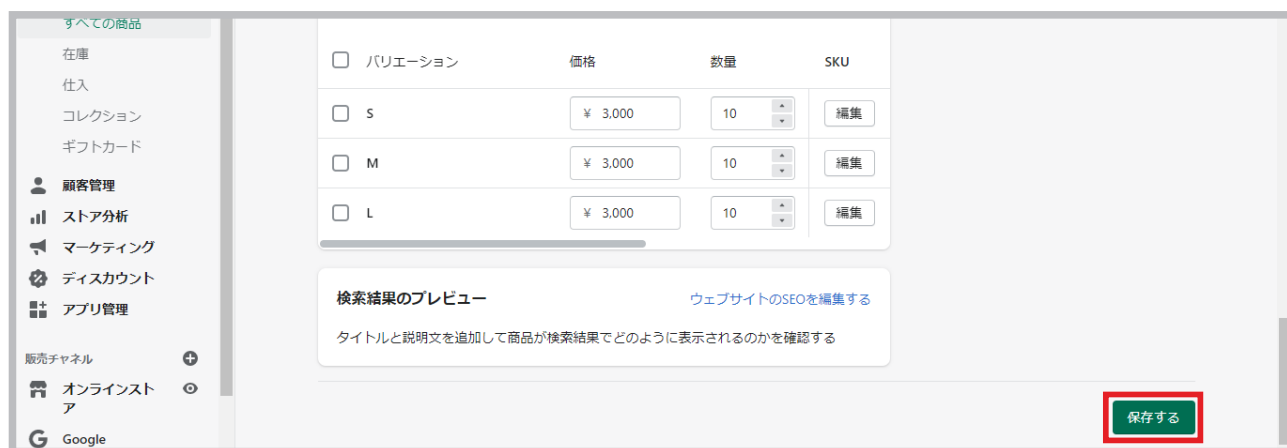 すべての商品
在庫
仕入
コレクション
ギフトカード
顧客管理
ストア分析
マーケティング
ディスカウント
アプリ管理
販売チャネル
オンラインスト
ア
Google
バリエーション 価格 数量 SKU
S ¥ 3,000 10 編集
M ¥ 3,000 10 編集
L ¥ 3,000 10 編集
検索結果のプレビュー ウェブサイトのSEOを編集する
タイトルと説明文を追加して商品が検索結果でどのように表示されるのかを確認する
保存する